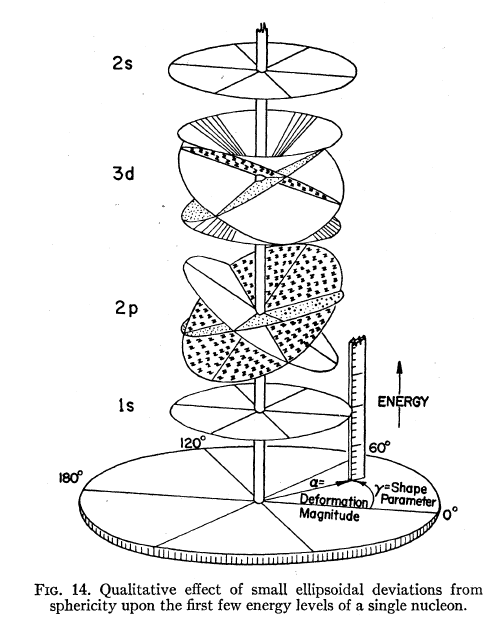 2s
3d
2p
1s
ENERGY
120°
60°
180°
α=
Deformation
Magnitude
γ=Shape
Parameter
0°
FIG. 14. Qualitative effect of small ellipsoidal deviations from
sphericity upon the first few energy levels of a single nucleon.